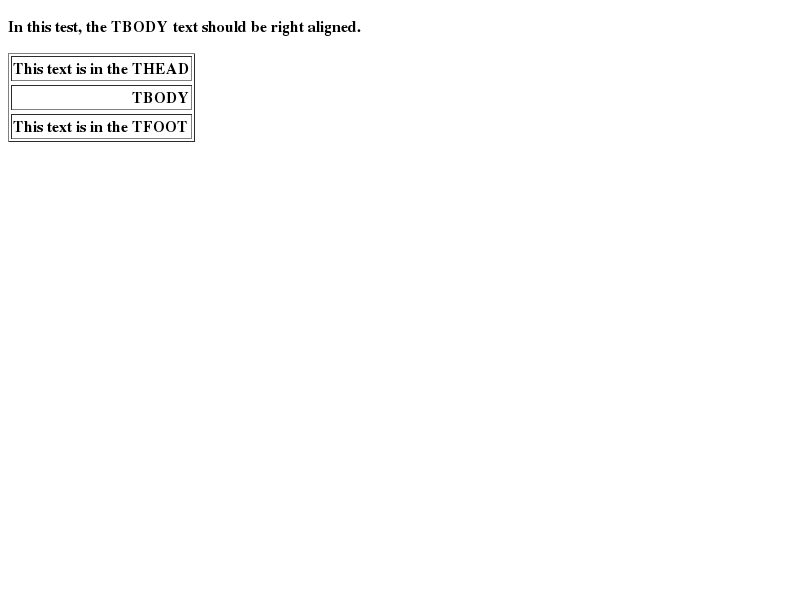 In this test, the TBODY text should be right aligned.
This text is in the THEAD
TBODY
This text is in the TFOOT